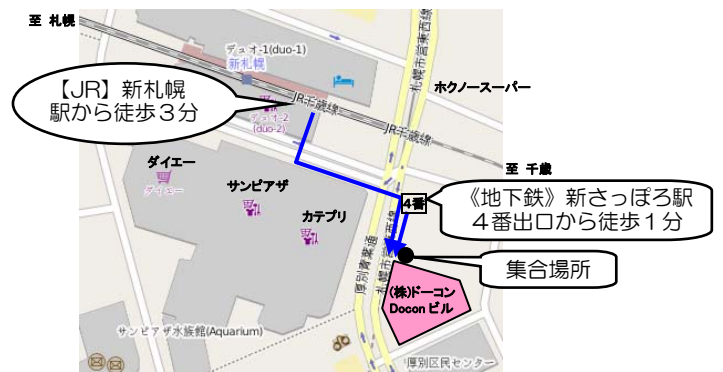 至 札幌
デュオ-1(duo-1)
新札幌
札幌市営東西線
ホクノースーパー
【JR】新札幌
駅から徒歩３分
JR千歳線
デュオ-2
(duo-2)
JR千歳線
至 千歳
ダイエー
ダイエー
サンピアザ
カテプリ
4番
《地下鉄》新さっぽろ駅
４番出口から徒歩１分
集合場所
厚別青葉通
札幌市営東西線
(株)ドーコン
Doconビル
サンピアザ水族館(Aquarium)
厚別区民センター